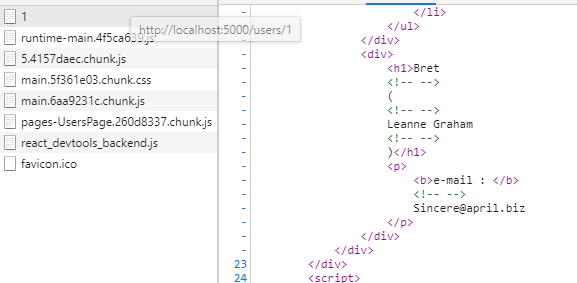 1
http://localhost:5000/users/1
runtime-main.4f5ca639.js
5.4157daec.chunk.js
main.5f361e03.chunk.css
main.6aa9231c.chunk.js
pages-UsersPage.260d8337.chunk.js
react_devtools_backend.js
favicon.ico
- </li>
- </ul>
- </div>
- <div>
- <h1>Bret
- <!-- -->
- (
- <!-- -->
- Leanne Graham
- <!-- -->
- )</h1>
- <p>
- <b>e-mail : </b>
- <!-- -->
- Sincere@april.biz
- </p>
- </div>
- </div>
23 </div>
24 <script>